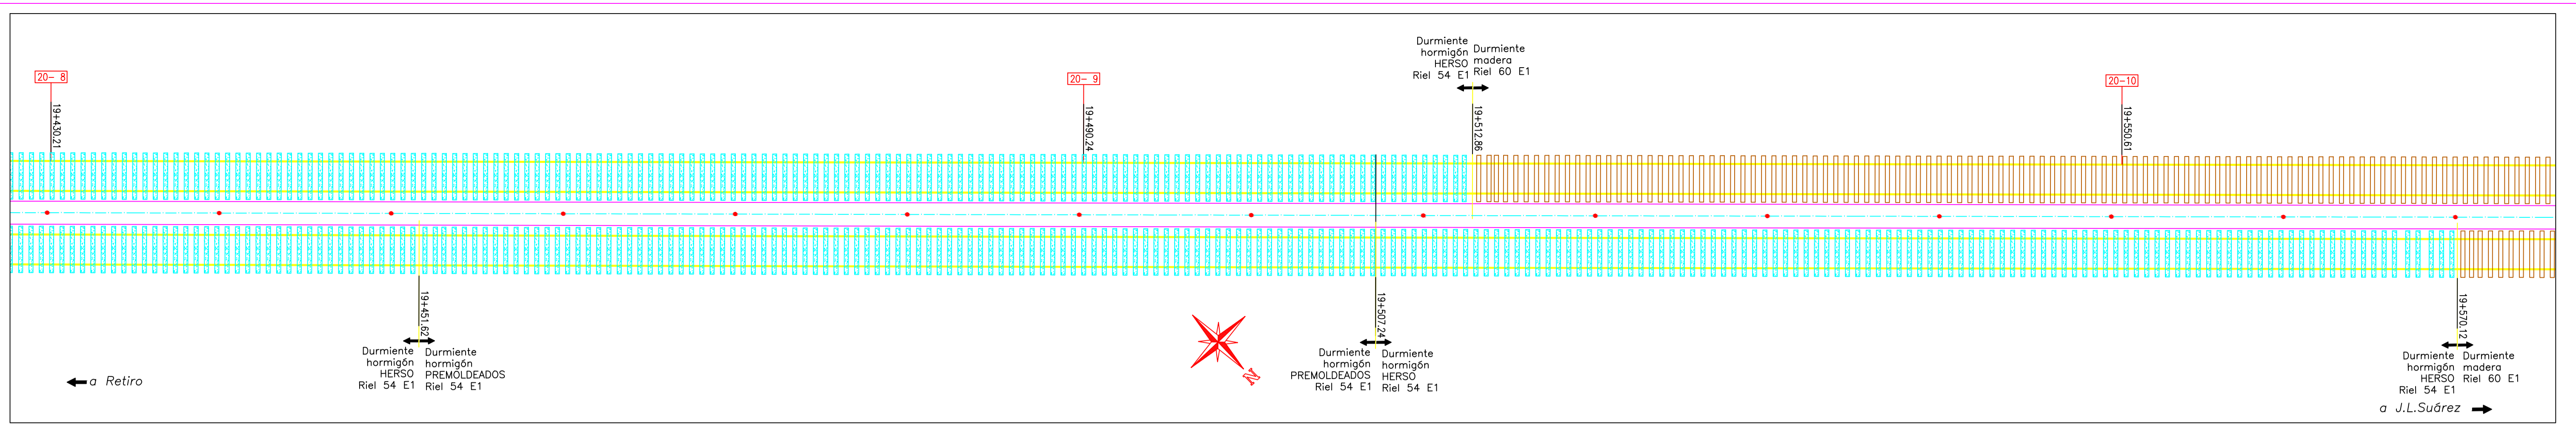 20- 8
19+430.21
20- 9
19+490.24
Durmiente
hormigón
HERSO
Riel 54 E1
Durmiente
madera
Riel 60 E1
19+512.86
20-10
19+550.61
19+451.62
Durmiente
hormigón
HERSO
Riel 54 E1
Durmiente
hormigón
PREMOLDEADOS
Riel 54 E1
a Retiro
N
19+507.24
Durmiente
hormigón
PREMOLDEADOS
Riel 54 E1
Durmiente
hormigón
HERSO
Riel 54 E1
19+570.12
Durmiente
hormigón
HERSO
Riel 54 E1
Durmiente
madera
Riel 60 E1
a J.L.Suárez